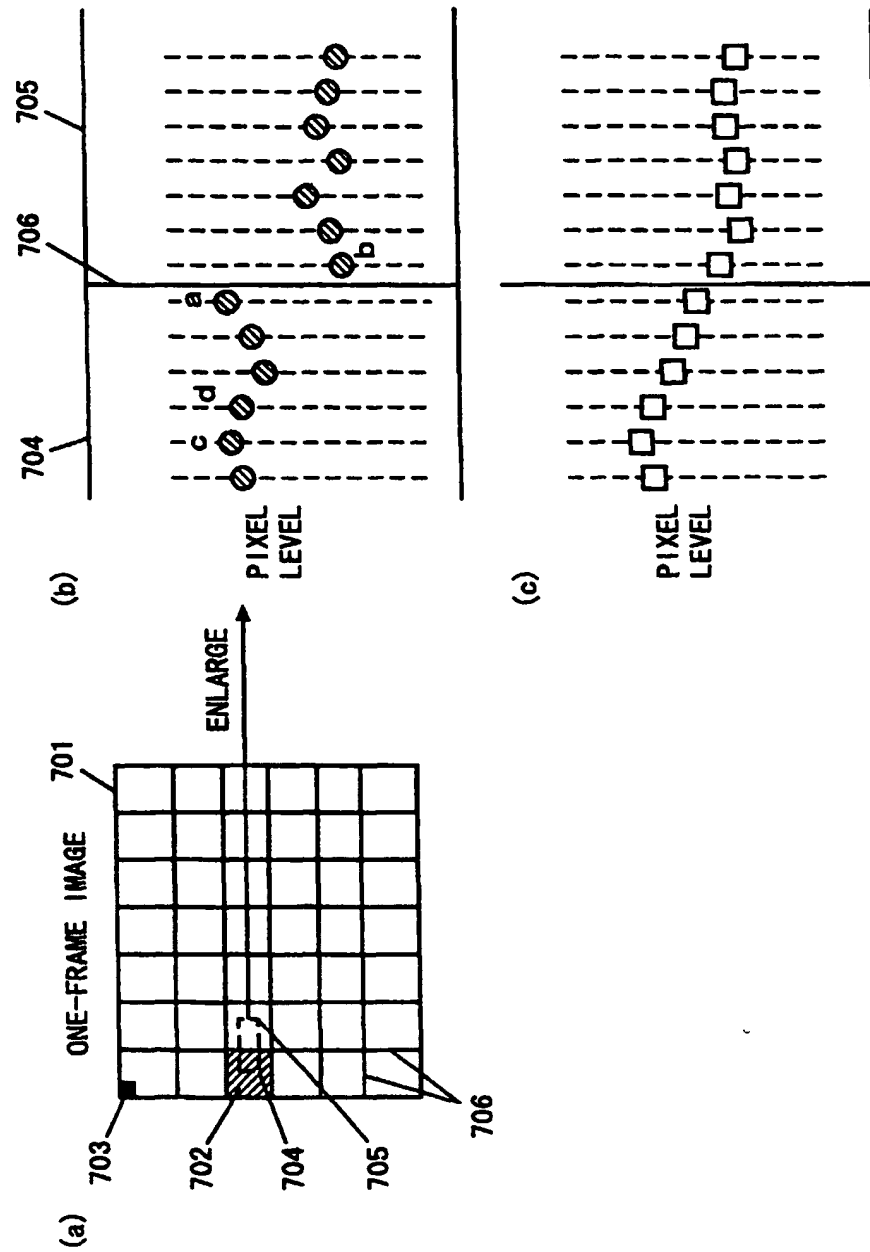 (a)
ONE-FRAME IMAGE
701
703
702
704
705
706
ENLARGE
(b)
704
706
705
PIXEL
LEVEL
c
d
a
b
(c)
PIXEL
LEVEL